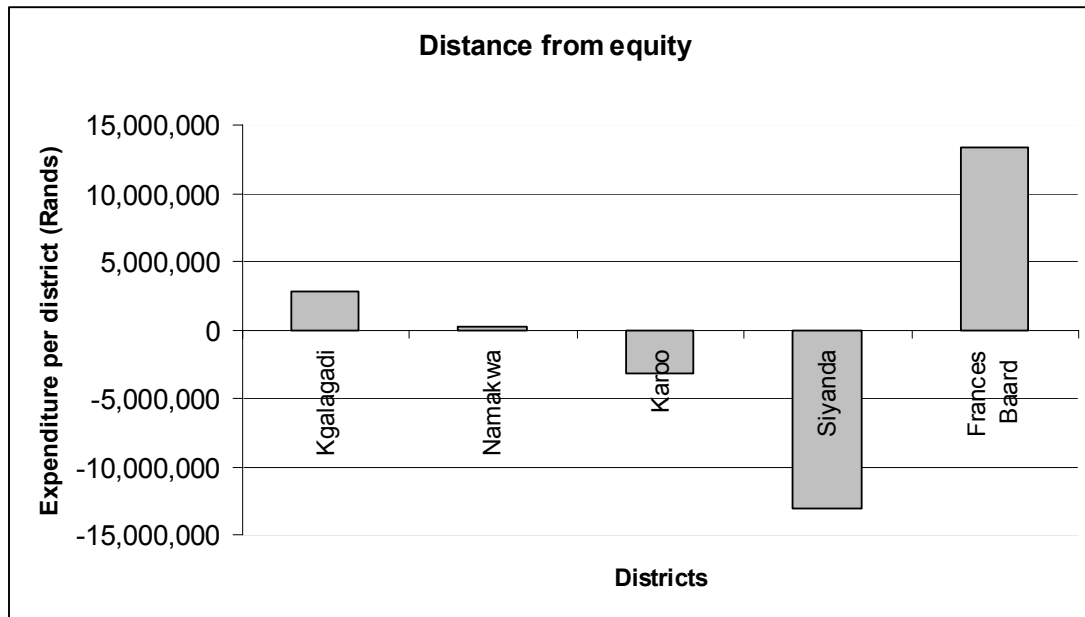 Distance from equity
Expenditure per district (Rands)
15,000,000
10,000,000
5,000,000
0
-5,000,000
-10,000,000
-15,000,000
Kgalagadi
Namakwa
Karoo
Siyanda
Frances
Baard
Districts